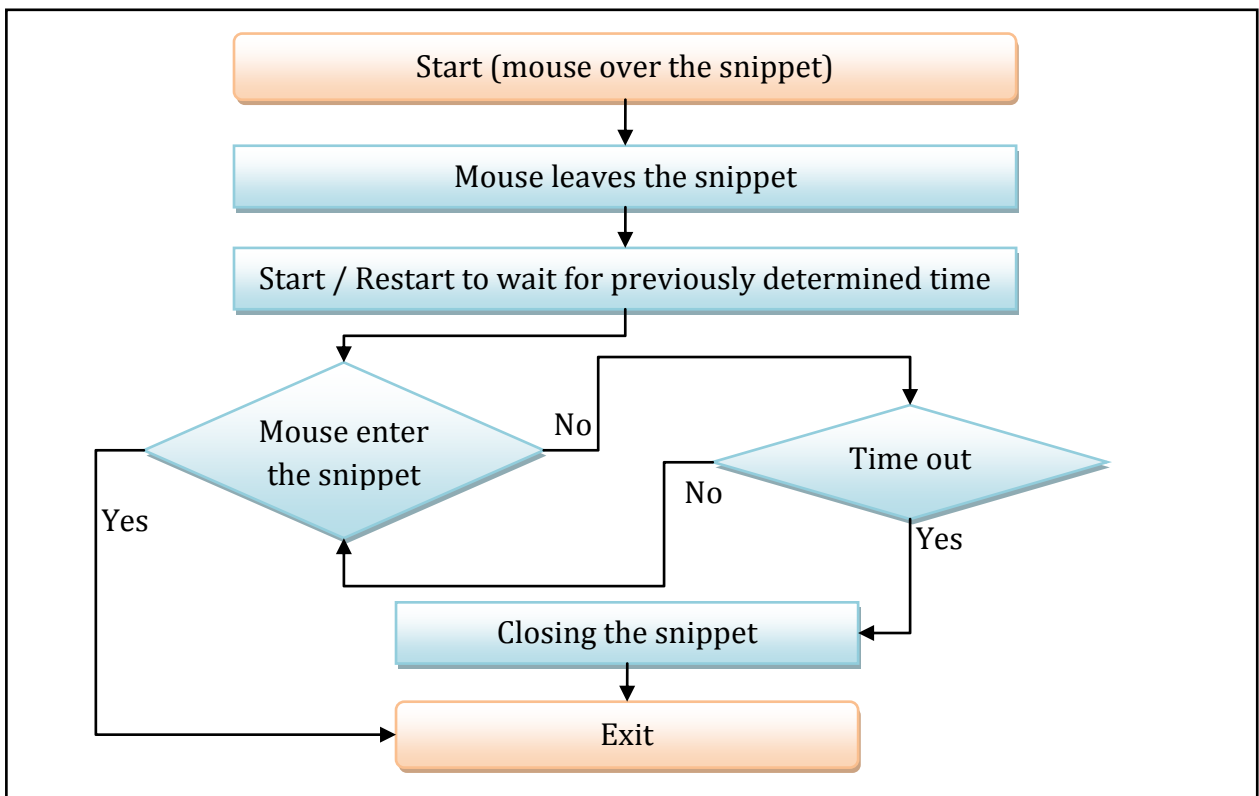 Start (mouse over the snippet)
Mouse leaves the snippet
Start / Restart to wait for previously determined time
Mouse enter
the snippet
No
Time out
No
Yes
Yes
Closing the snippet
Exit